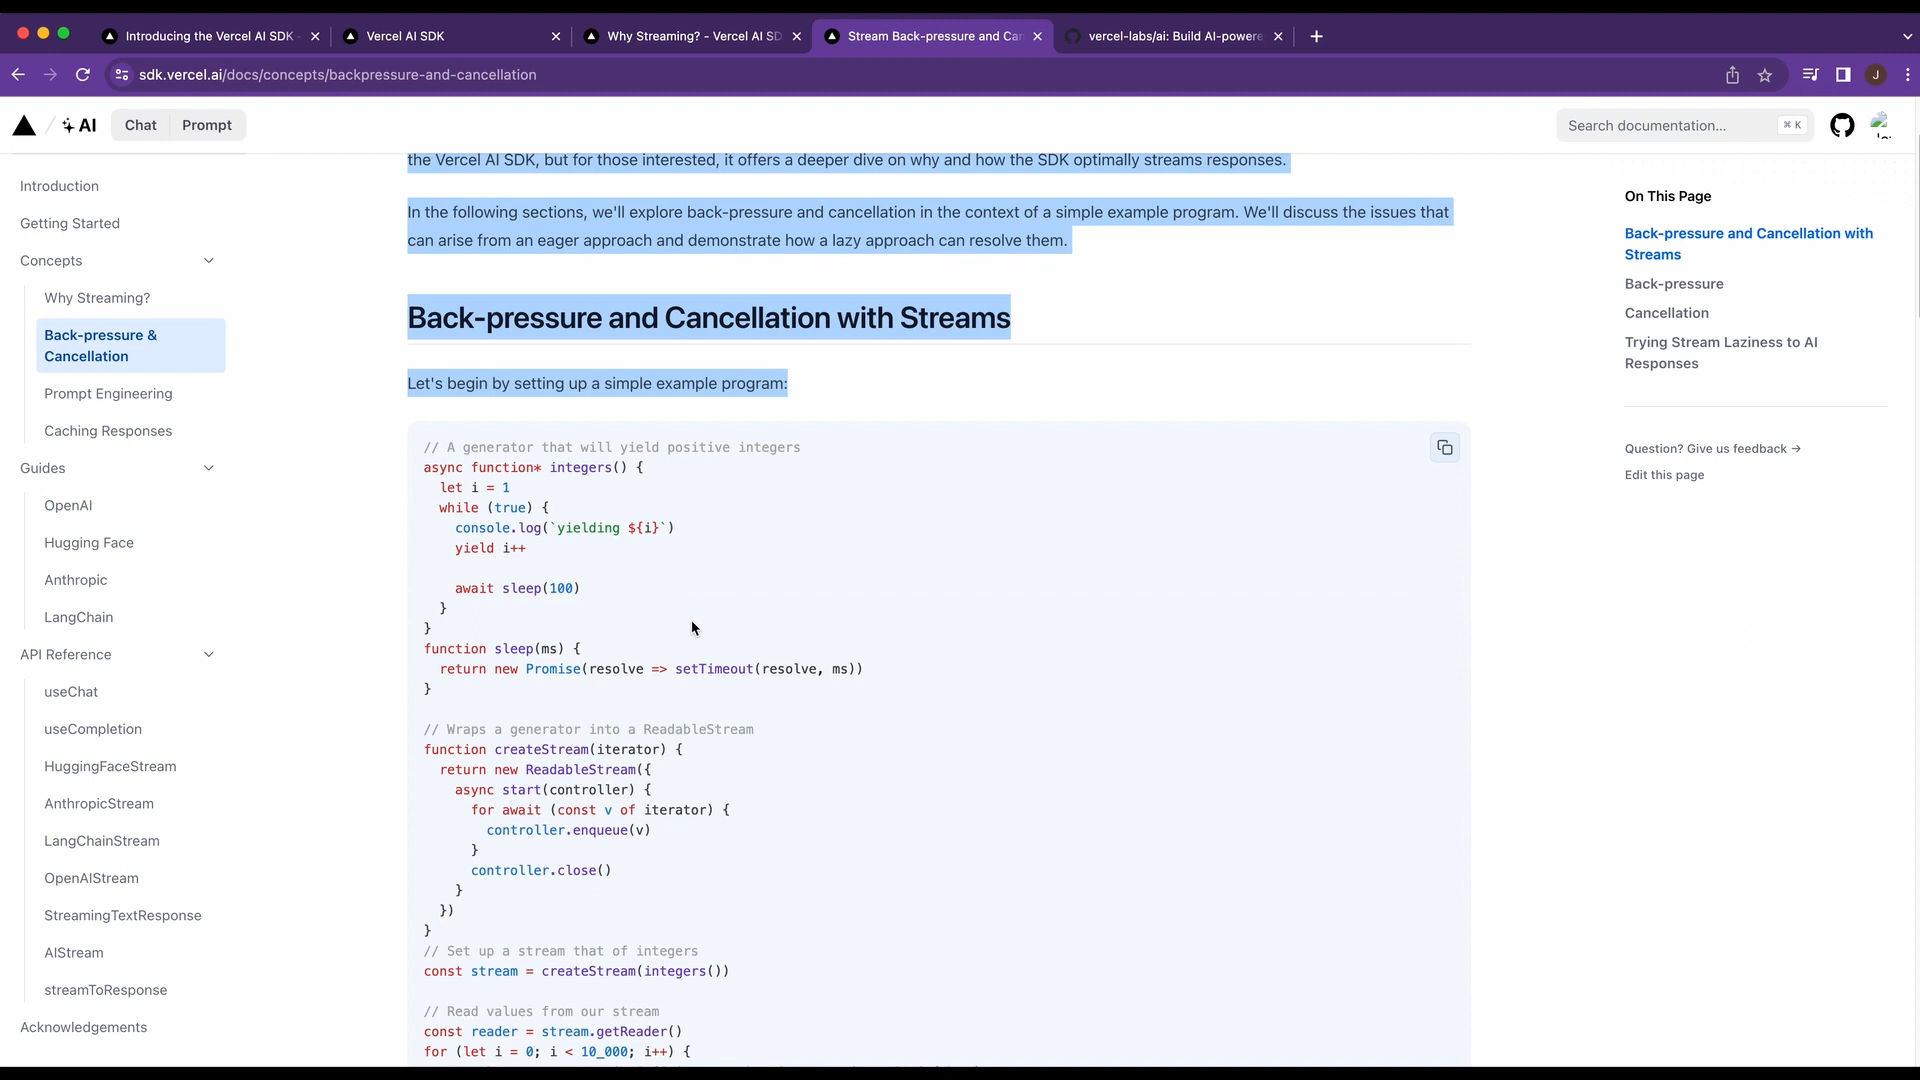 Introducing the Vercel AI SDK -
Vercel AI SDK
Why Streaming? - Vercel AI SD
Stream Back-pressure and Can
vercel-labs/ai: Build AI-powere
sdk.vercel.ai/docs/concepts/backpressure-and-cancellation
J
AI
Chat
Prompt
Search documentation...
⌘ K
Introduction
Getting Started
Concepts
Why Streaming?
Back-pressure &
Cancellation
Prompt Engineering
Caching Responses
Guides
OpenAI
Hugging Face
Anthropic
LangChain
API Reference
useChat
useCompletion
HuggingFaceStream
AnthropicStream
LangChainStream
OpenAIStream
StreamingTextResponse
AIStream
streamToResponse
Acknowledgements
the Vercel AI SDK, but for those interested, it offers a deeper dive on why and how the SDK optimally streams responses.
In the following sections, we'll explore back-pressure and cancellation in the context of a simple example program. We'll discuss the issues that
can arise from an eager approach and demonstrate how a lazy approach can resolve them.
Back-pressure and Cancellation with Streams
Let's begin by setting up a simple example program:
// A generator that will yield positive integers
async function* integers() {
let i = 1
while (true) {
console.log(`yielding ${i}`)
yield i++
await sleep(100)
}
}
function sleep(ms) {
return new Promise(resolve => setTimeout(resolve, ms))
}
// Wraps a generator into a ReadableStream
function createStream(iterator) {
return new ReadableStream({
async start(controller) {
for await (const v of iterator) {
controller.enqueue(v)
}
controller.close()
}
})
}
// Set up a stream that of integers
const stream = createStream(integers())
// Read values from our stream
const reader = stream.getReader()
for (let i = 0; i < 10_000; i++) {
On This Page
Back-pressure and Cancellation with
Streams
Back-pressure
Cancellation
Trying Stream Laziness to AI
Responses
Question? Give us feedback →
Edit this page